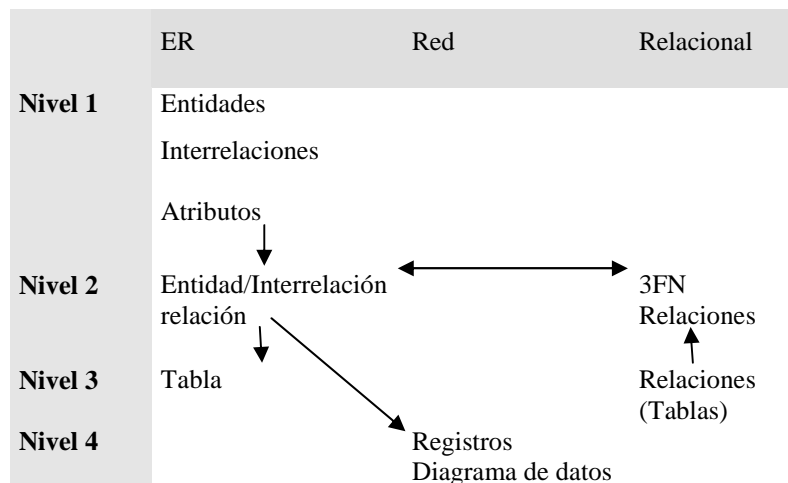 ER Red Relacional
Nivel 1 Entidades
Interrelaciones
Atributos
Nivel 2 Entidad/Interrelación 3FN
relación Relaciones
Nivel 3 Tabla Relaciones
(Tablas)
Nivel 4 Registros
Diagrama de datos